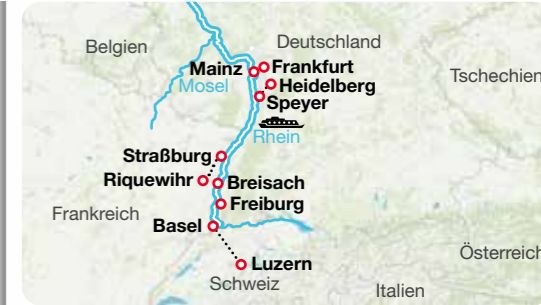 Belgien
Deutschland
Mainz
Frankfurt
Mosel
Heidelberg
Tschechien
Speyer
Rhein
Straßburg
Riquewihr
Breisach
Frankreich
Freiburg
Basel
Österreich
Luzern
Schweiz
Italien